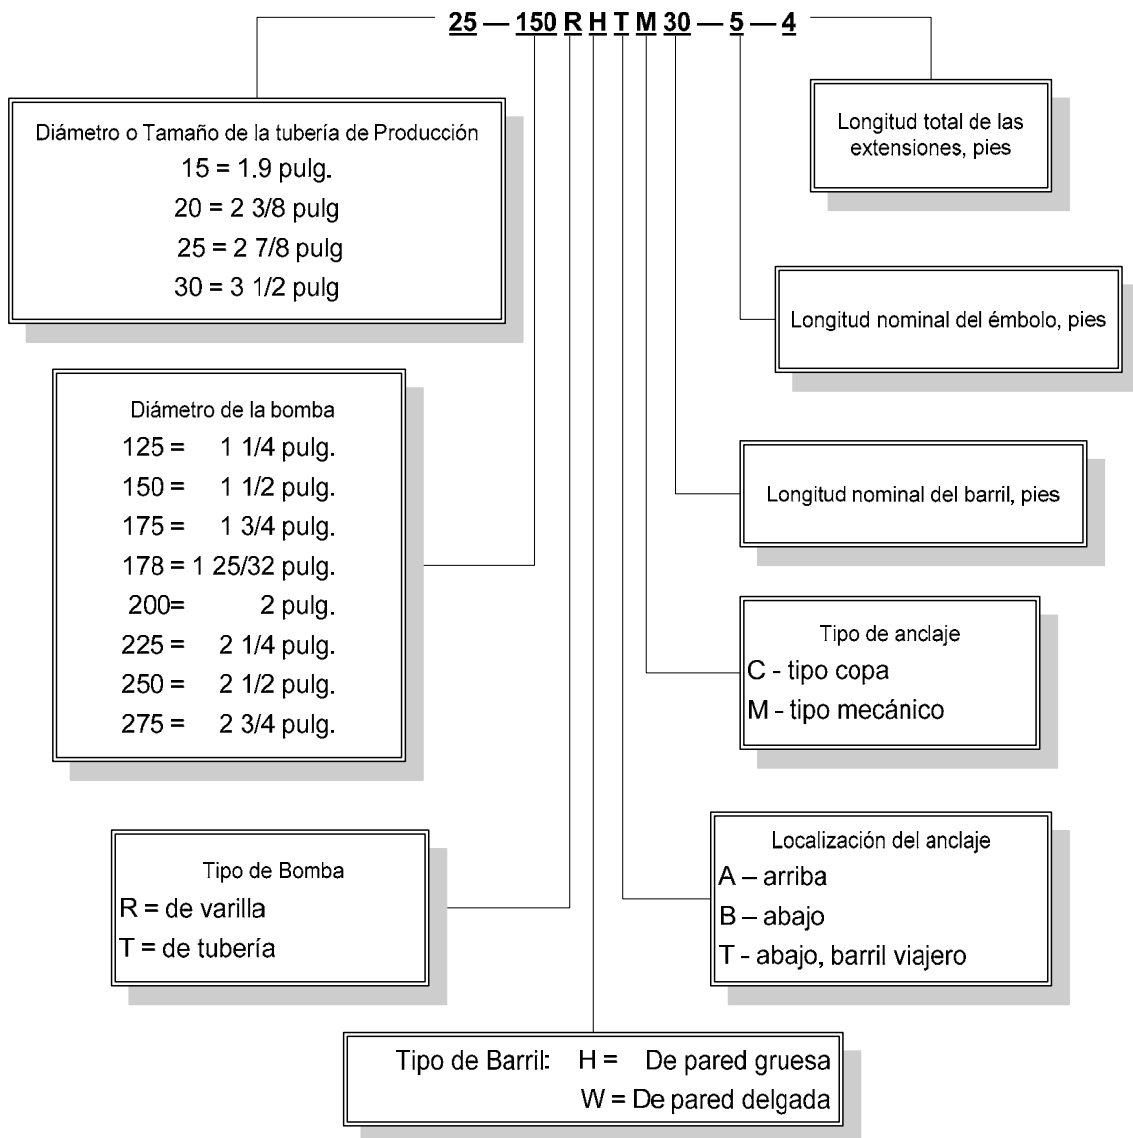 25 — 150 R H T M 30 — 5 — 4
Diámetro o Tamaño de la tubería de Producción
15 = 1.9 pulg.
20 = 2 3/8 pulg
25 = 2 7/8 pulg
30 = 3 1/2 pulg
Diámetro de la bomba
125 = 1 1/4 pulg.
150 = 1 1/2 pulg.
175 = 1 3/4 pulg.
178 = 1 25/32 pulg.
200= 2 pulg.
225 = 2 1/4 pulg.
250 = 2 1/2 pulg.
275 = 2 3/4 pulg.
Tipo de Bomba
R = de varilla
T = de tubería
Tipo de Barril: H = De pared gruesa
W = De pared delgada
Localización del anclaje
A – arriba
B – abajo
T - abajo, barril viajero
Tipo de anclaje
C - tipo copa
M - tipo mecánico
Longitud nominal del barril, pies
Longitud nominal del émbolo, pies
Longitud total de las
extensiones, pies